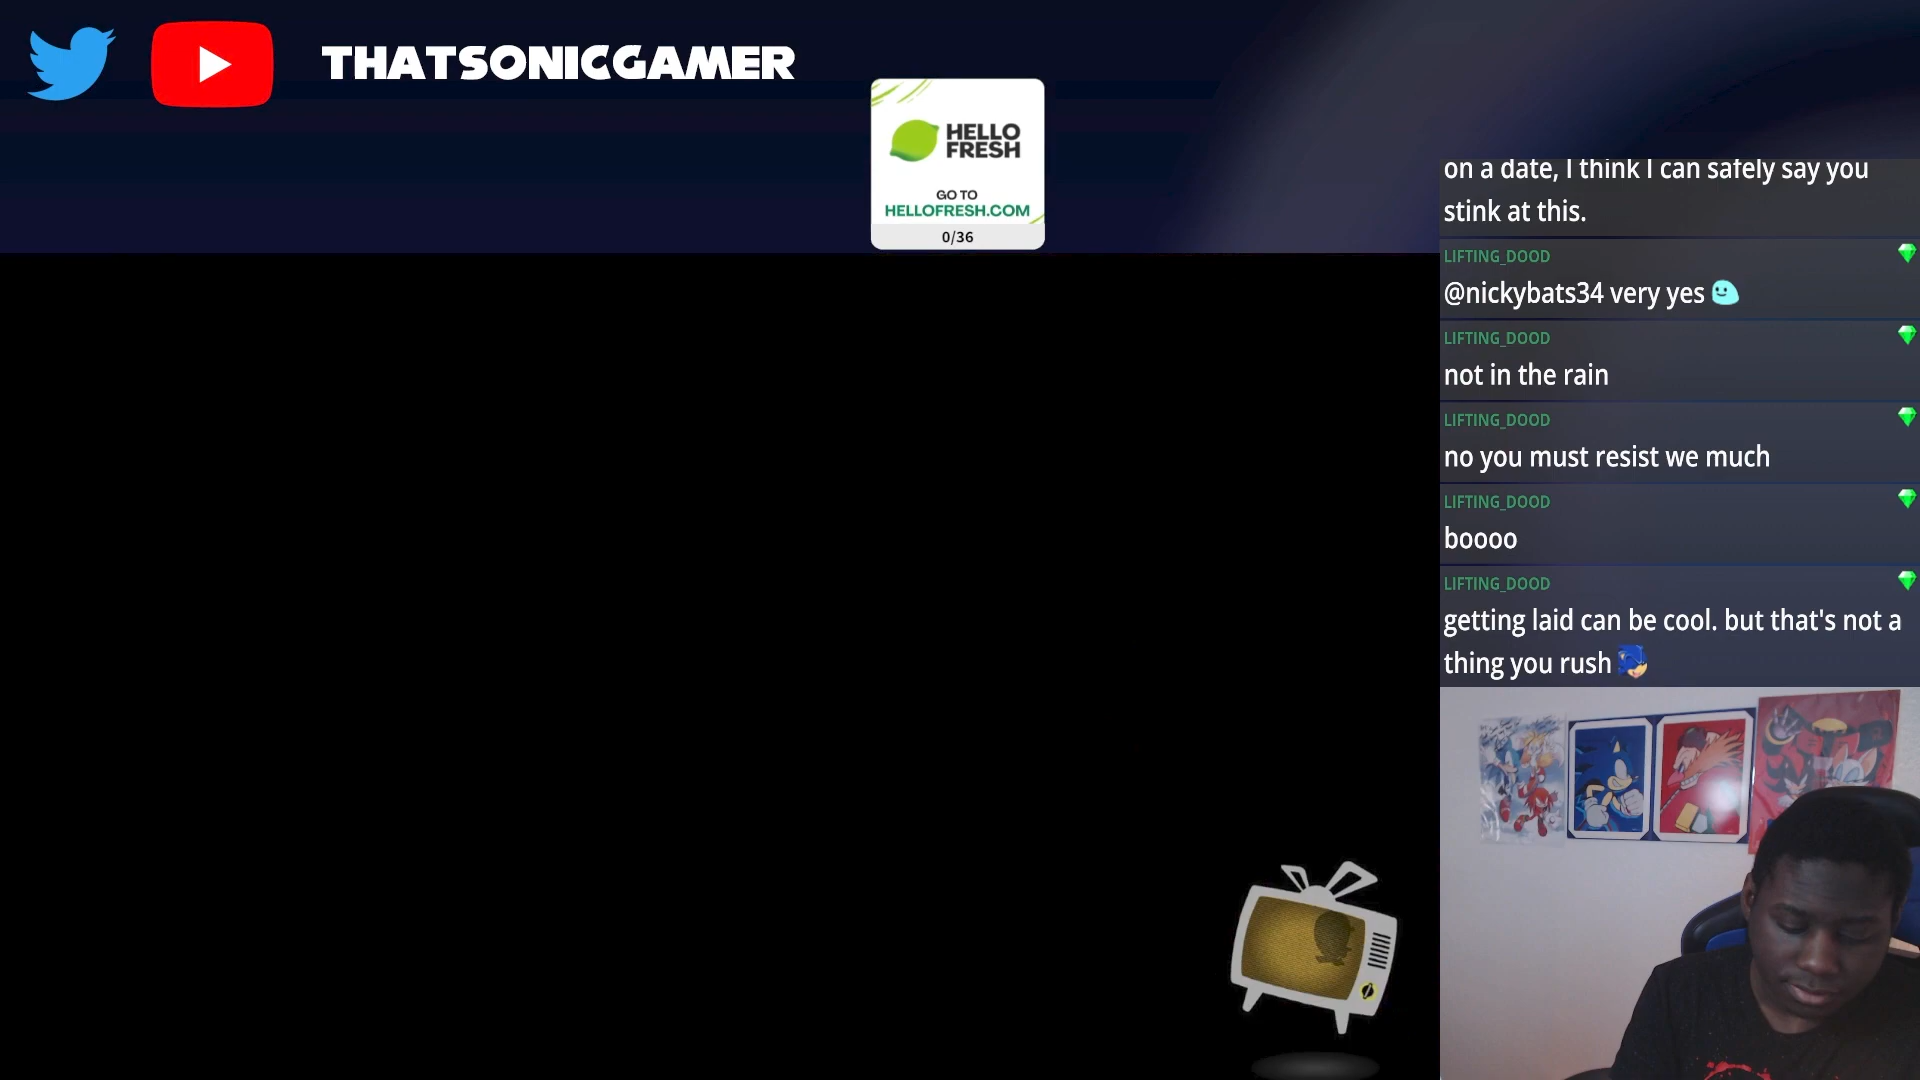 THATSONICGAMER
HELLO
FRESH
GO TO
HELLOFRESH.COM
0/36
on a date, I think I can safely say you
stink at this.
LIFTING_DOOD
@nickybats34 very yes
LIFTING_DOOD
not in the rain
LIFTING_DOOD
no you must resist we much
LIFTING_DOOD
boooo
LIFTING_DOOD
getting laid can be cool. but that's not a
thing you rush